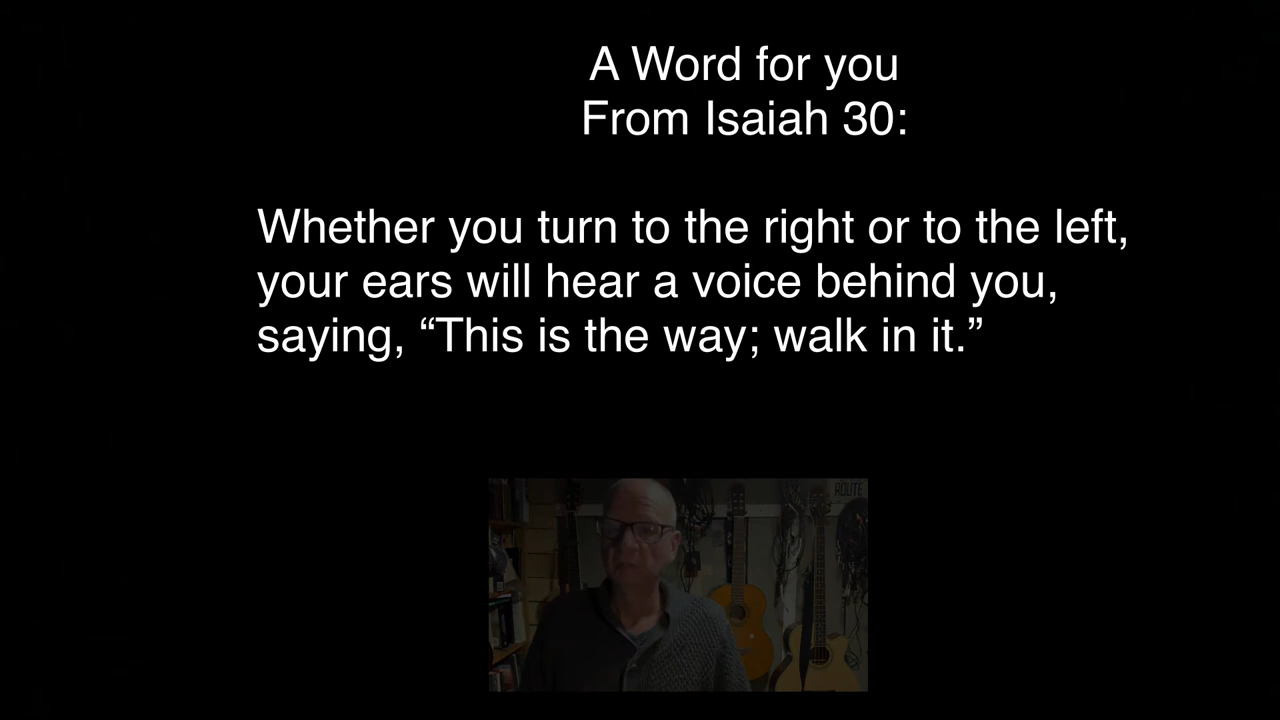 A Word for you
From Isaiah 30:
Whether you turn to the right or to the left,
your ears will hear a voice behind you,
saying, “This is the way; walk in it.”
ROUTE